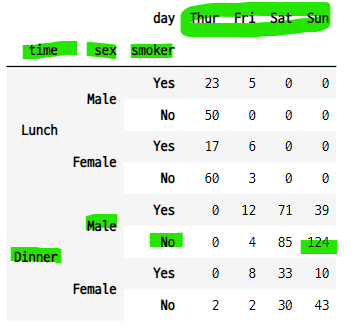 day Thur Fri Sat Sun
time sex smoker
Yes 23 5 0 0
Male
No 50 0 0 0
Lunch
Yes 17 6 0 0
Female
No 60 3 0 0
Yes 0 12 71 39
Male
No 0 4 85 124
Dinner
Yes 0 8 33 10
Female
No 2 2 30 43